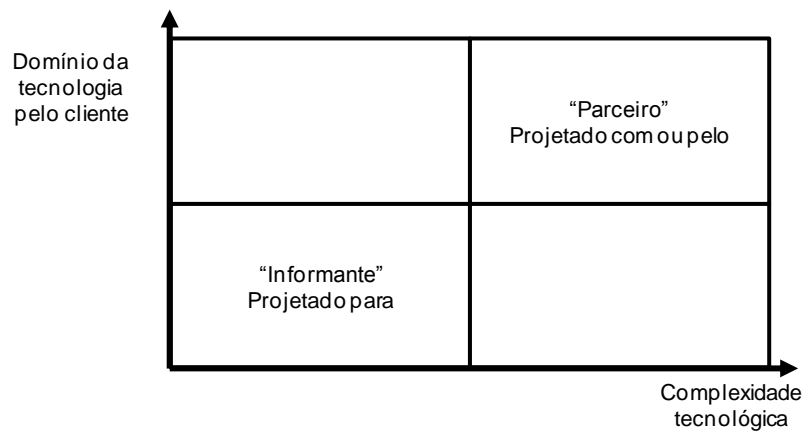 Domínio da
tecnologia
pelo cliente
“Parceiro”
Projetado com ou pelo
“Informante”
Projetado para
Complexidade
tecnológica